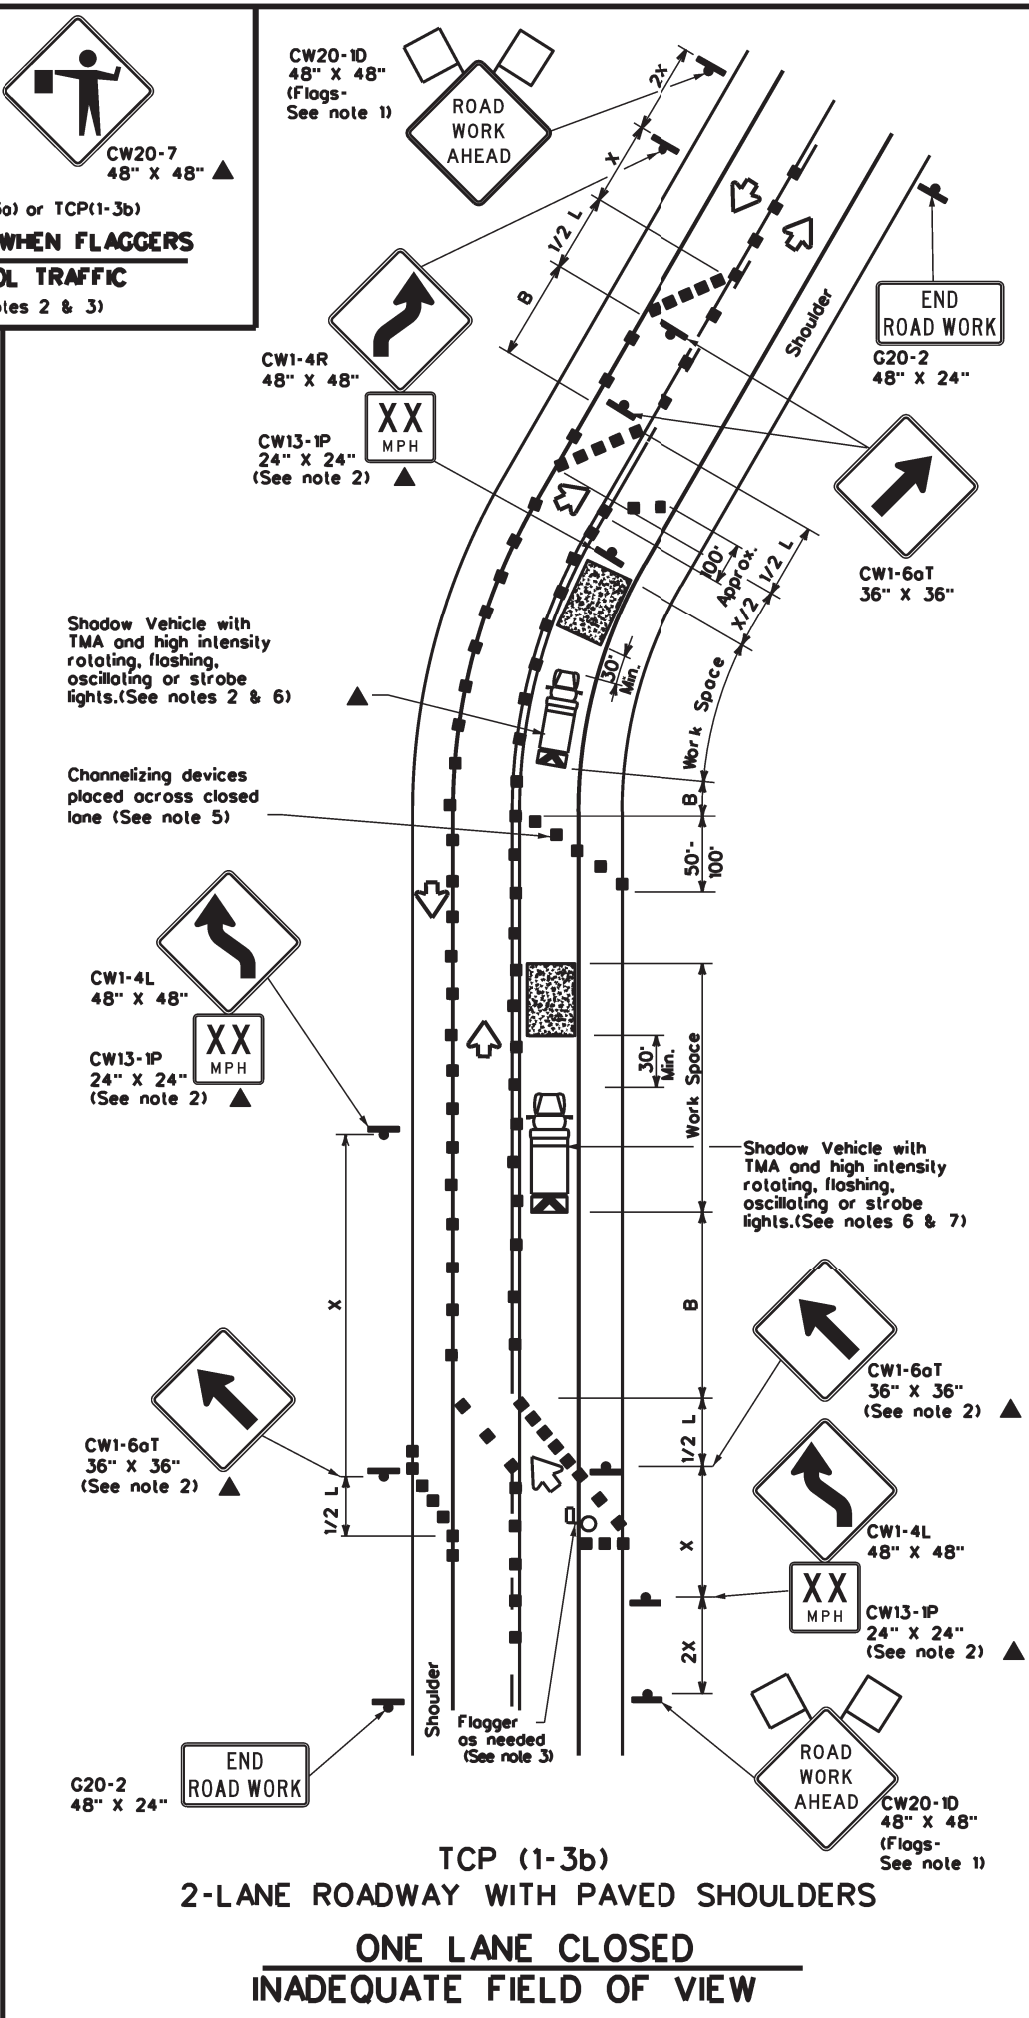 CW20-7
48" X 48"
5a) or TCP(1-3b)
WHEN FLAGGERS
OL TRAFFIC
otes 2 & 3)
CW20-1D
48" X 48"
(Flags-
See note 1)
ROAD
WORK
AHEAD
2X
X
1/2 L
B
CW1-4R
48" X 48"
XX
MPH
CW13-1P
24" X 24"
(See note 2)
Shoulder
END
ROAD WORK
G20-2
48" X 24"
CW1-6aT
36" X 36"
100'
Approx.
1/2 L
X/2
Shadow Vehicle with
TMA and high intensity
rotating, flashing,
oscillating or strobe
lights.(See notes 2 & 6)
30'
Min.
Work Space
B
Channelizing devices
placed across closed
lane (See note 5)
50'-
100'
CW1-4L
48" X 48"
XX
MPH
CW13-1P
24" X 24"
(See note 2)
30'
Min.
Work Space
Shadow Vehicle with
TMA and high intensity
rotating, flashing,
oscillating or strobe
lights.(See notes 6 & 7)
X
B
CW1-6aT
36" X 36"
(See note 2)
CW1-6aT
36" X 36"
(See note 2)
1/2 L
1/2 L
X
CW1-4L
48" X 48"
XX
MPH
CW13-1P
24" X 24"
(See note 2)
2X
Shoulder
Flagger
as needed
(See note 3)
END
ROAD WORK
G20-2
48" X 24"
ROAD
WORK
AHEAD
CW20-1D
48" X 48"
(Flags-
See note 1)
TCP (1-3b)
2-LANE ROADWAY WITH PAVED SHOULDERS
ONE LANE CLOSED
INADEQUATE FIELD OF VIEW